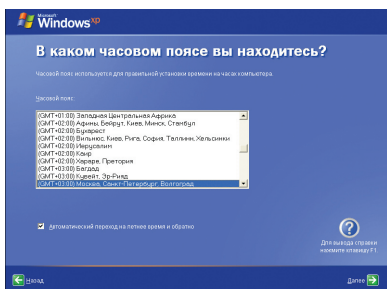 Microsoft
Windows xp
В каком часовом поясе вы находитесь?
Часовой пояс используется для правильной установки времени на часах компьютера.
Часовой пояс:
(GMT+01:00) Западная Центральная Африка
(GMT+02:00) Афины, Бейрут, Киев, Минск, Стамбул
(GMT+02:00) Бухарест
(GMT+02:00) Вильнюс, Киев, Рига, София, Таллинн, Хельсинки
(GMT+02:00) Иерусалим
(GMT+02:00) Каир
(GMT+02:00) Хараре, Претория
(GMT+03:00) Багдад
(GMT+03:00) Кувейт, Эр-Рияд
(GMT+03:00) Москва, Санкт-Петербург, Волгоград
Автоматический переход на летнее время и обратно
Для вывода справки
нажмите клавишу F1
Назад
Далее